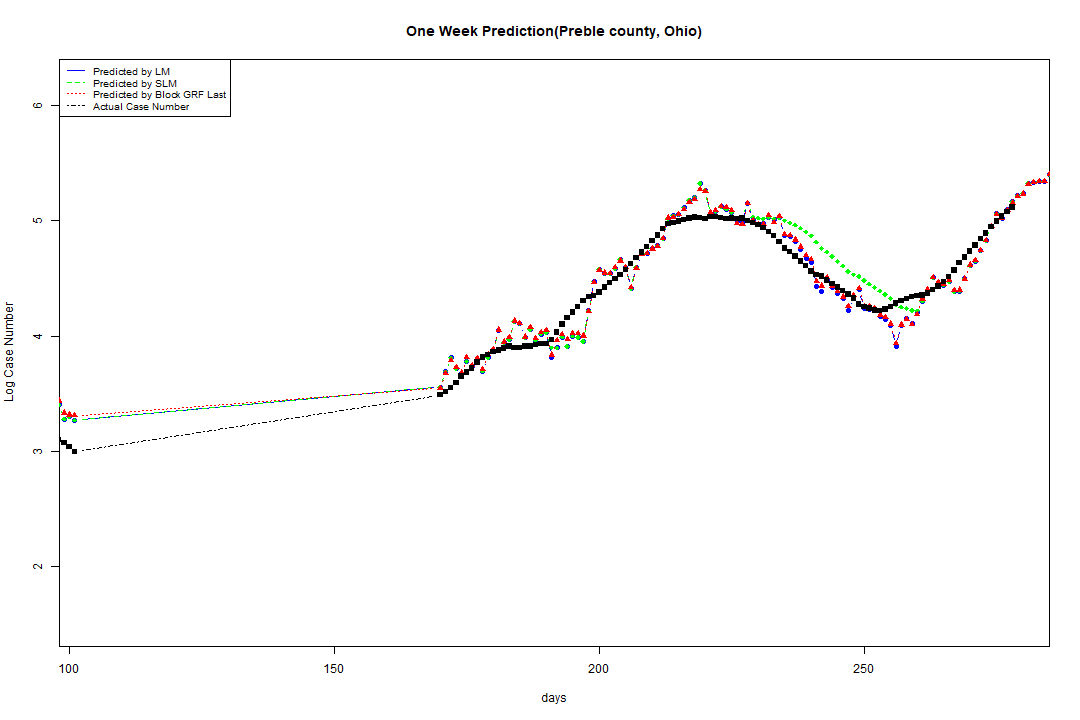 One Week Prediction(Preble county, Ohio)
Predicted by LM
Predicted by SLM
Predicted by Block GRF Last
Actual Case Number
6
5
4
3
2
Log Case Number
100 150 200 250
days